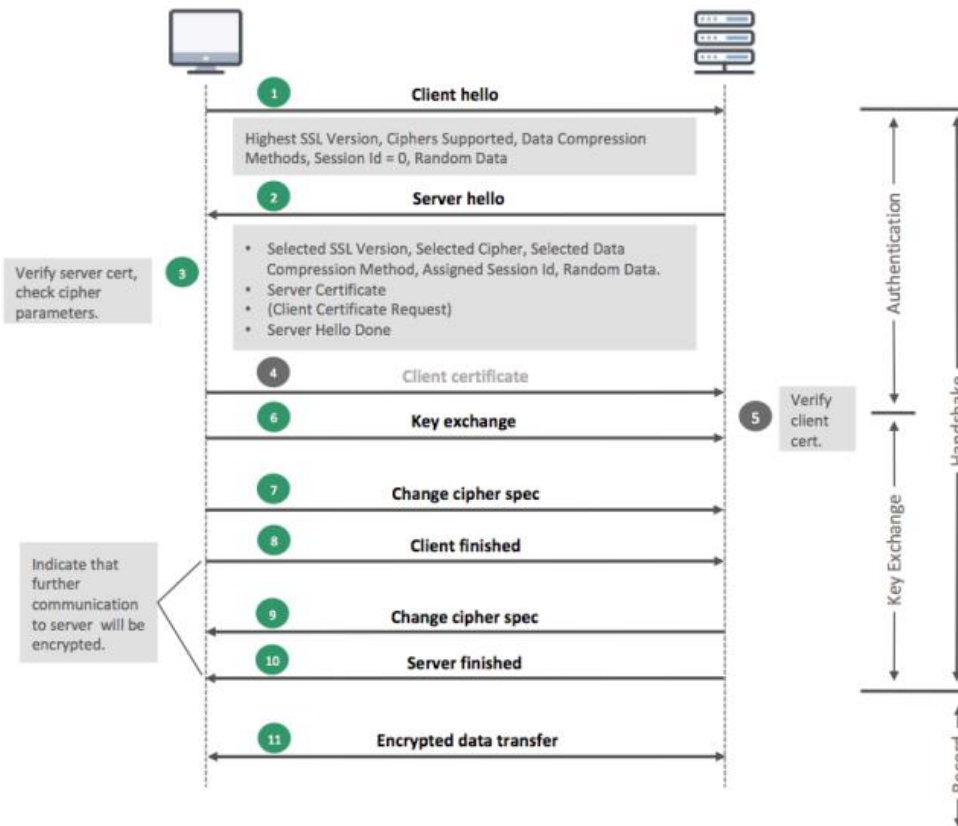 1
Client hello
Highest SSL Version, Ciphers Supported, Data Compression
Methods, Session Id = 0, Random Data
2
Server hello
Verify server cert,
check cipher
parameters.
3
• Selected SSL Version, Selected Cipher, Selected Data
Compression Method, Assigned Session Id, Random Data.
• Server Certificate
• (Client Certificate Request)
• Server Hello Done
4
Client certificate
5
Verify
client
cert.
6
Key exchange
7
Change cipher spec
8
Client finished
Indicate that
further
communication
to server will be
encrypted.
9
Change cipher spec
10
Server finished
11
Encrypted data transfer
Authentication
Key Exchange
Handshake
Record